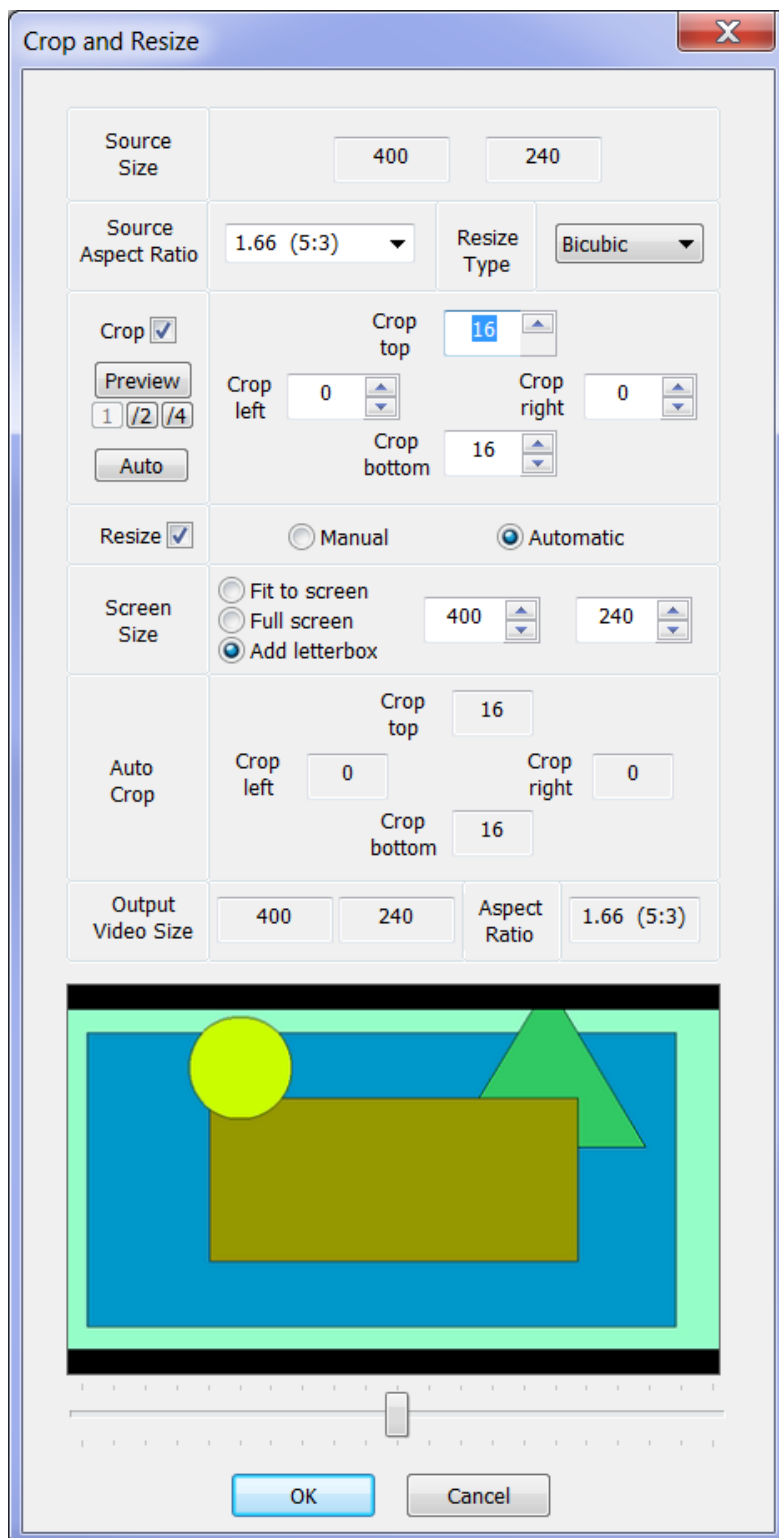 Crop and Resize
X
Source
Size
400 240
Source
Aspect Ratio
1.66 (5:3)
Resize
Type
Bicubic
Crop
Crop
top
16
Preview
1 /2 /4
Auto
Crop
left
0
Crop
right
0
Crop
bottom
16
Resize
Manual Automatic
Screen
Size
Fit to screen
Full screen
Add letterbox
400 240
Auto
Crop
Crop
top
16
Crop
left
0
Crop
right
0
Crop
bottom
16
Output
Video Size
400 240
Aspect
Ratio
1.66 (5:3)
OK Cancel